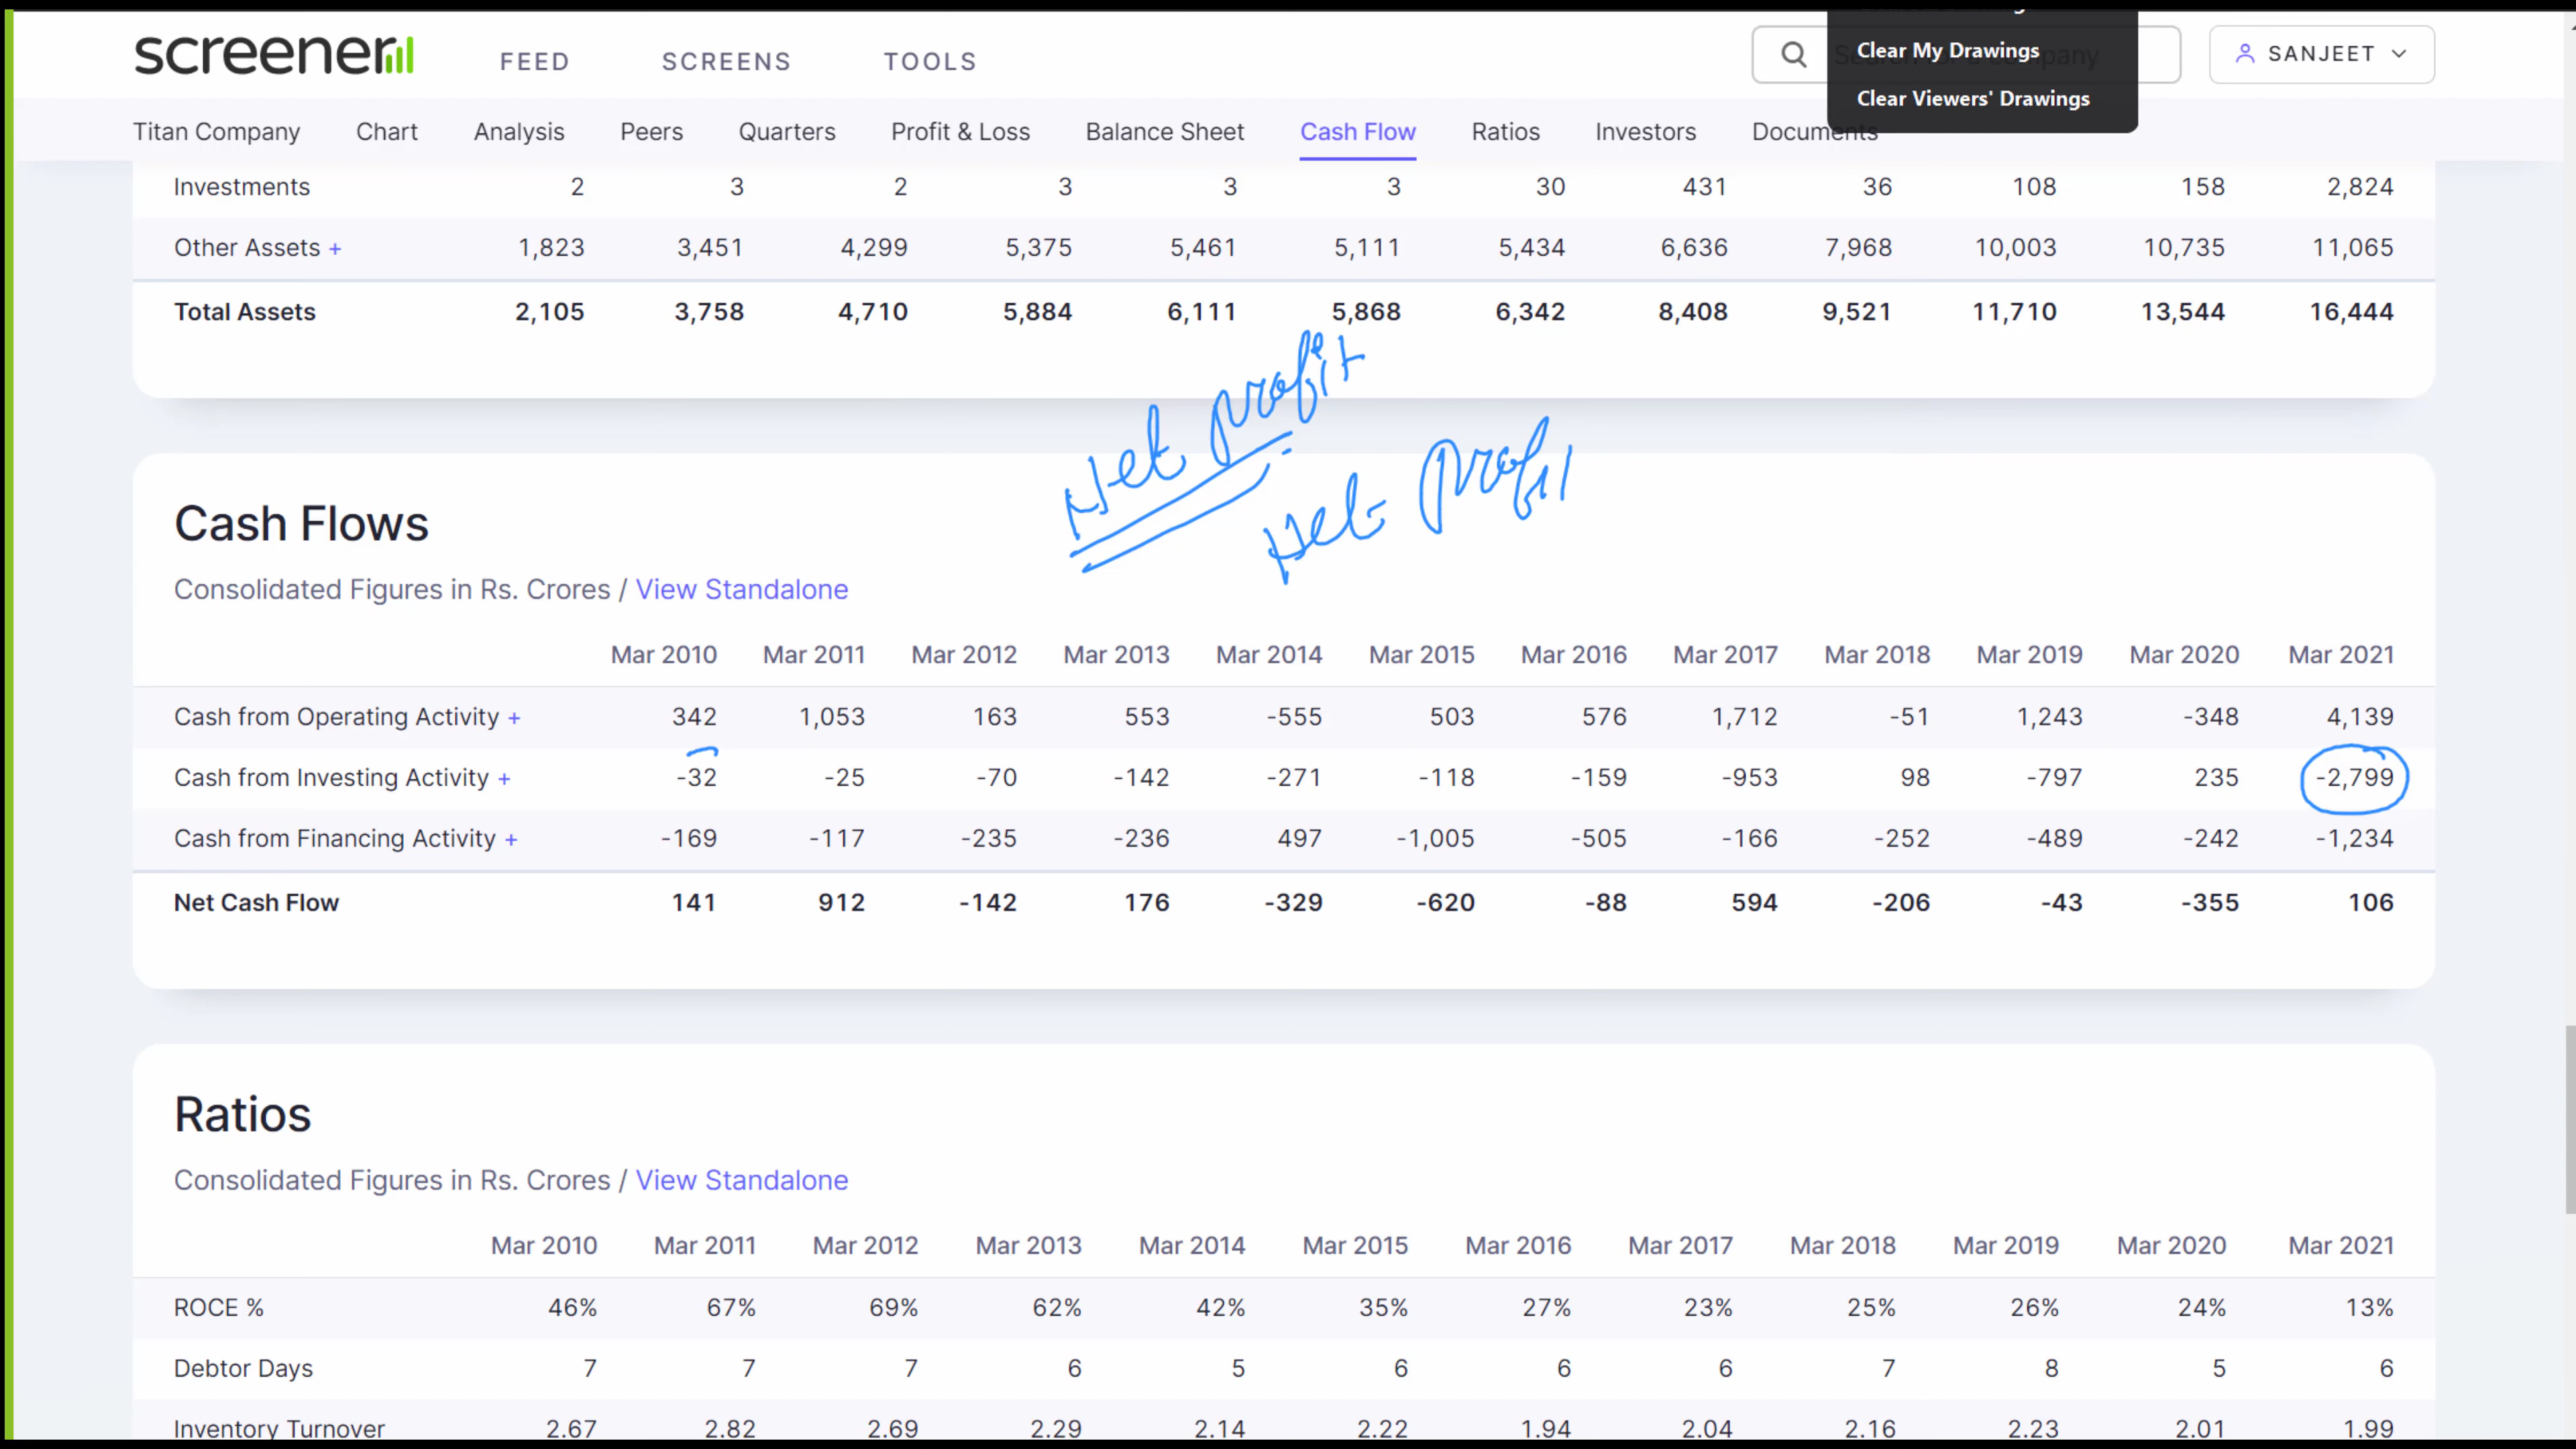 screener
FEED SCREENS TOOLS
SANJEET
Clear My Drawings
Clear Viewers' Drawings
Titan Company Chart Analysis Peers Quarters Profit & Loss Balance Sheet Cash Flow Ratios Investors Documents
Investments 2 3 2 3 3 3 30 431 36 108 158 2,824
Other Assets + 1,823 3,451 4,299 5,375 5,461 5,111 5,434 6,636 7,968 10,003 10,735 11,065
Total Assets 2,105 3,758 4,710 5,884 6,111 5,868 6,342 8,408 9,521 11,710 13,544 16,444
Net profit
Net profit
Cash Flows
Consolidated Figures in Rs. Crores / View Standalone
Mar 2010 Mar 2011 Mar 2012 Mar 2013 Mar 2014 Mar 2015 Mar 2016 Mar 2017 Mar 2018 Mar 2019 Mar 2020 Mar 2021
Cash from Operating Activity + 342 1,053 163 553 -555 503 576 1,712 -51 1,243 -348 4,139
Cash from Investing Activity + -32 -25 -70 -142 -271 -118 -159 -953 98 -797 235 -2,799
Cash from Financing Activity + -169 -117 -235 -236 497 -1,005 -505 -166 -252 -489 -242 -1,234
Net Cash Flow 141 912 -142 176 -329 -620 -88 594 -206 -43 -355 106
Ratios
Consolidated Figures in Rs. Crores / View Standalone
Mar 2010 Mar 2011 Mar 2012 Mar 2013 Mar 2014 Mar 2015 Mar 2016 Mar 2017 Mar 2018 Mar 2019 Mar 2020 Mar 2021
ROCE % 46% 67% 69% 62% 42% 35% 27% 23% 25% 26% 24% 13%
Debtor Days 7 7 7 6 5 6 6 6 7 8 5 6
Inventory Turnover 2.67 2.82 2.69 2.29 2.14 2.22 1.94 2.04 2.16 2.23 2.01 1.99